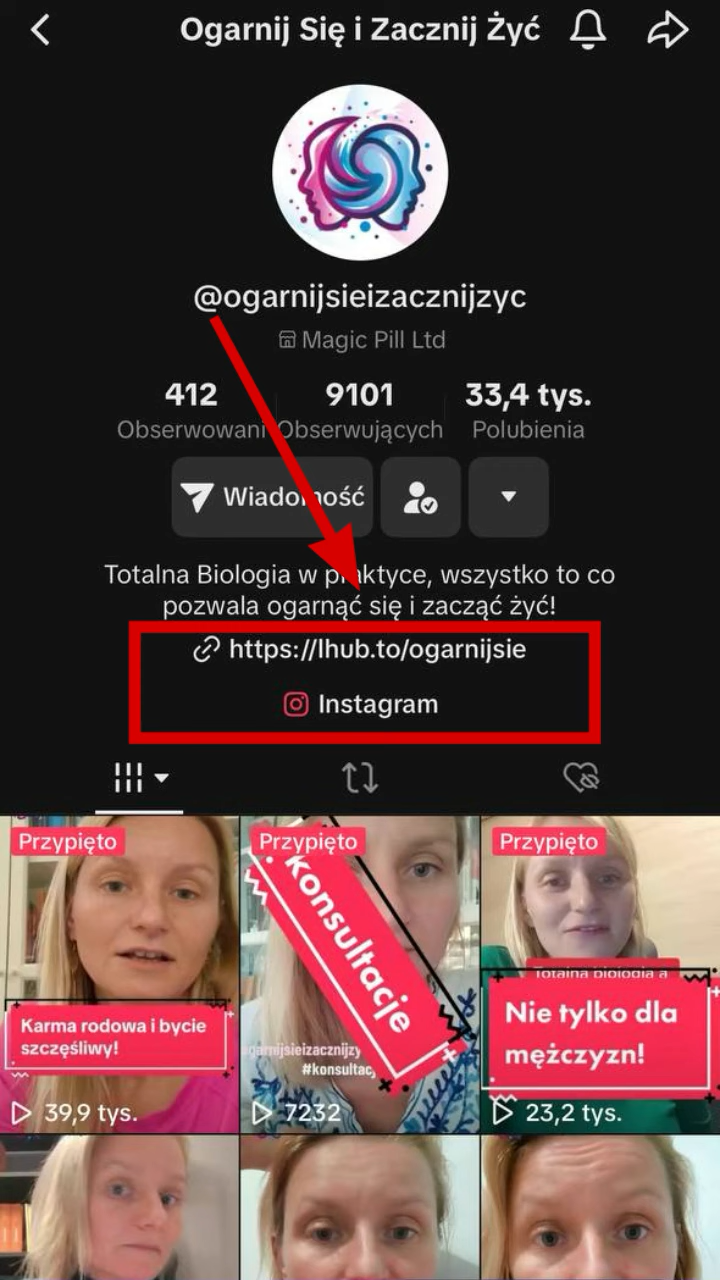 Ogarnij Się i Zacznij Żyć
@ogarnijsieizacznijzyc
Magic Pill Ltd
412 9101 33,4 tys.
Obserwowani Obserwujących Polubienia
Wiadomość
Totalna Biologia w praktyce, wszystko to co
pozwala ogarnąć się i zacząć żyć!
https://lhub.to/ogarnijsie
Instagram
Przypięto
Karma rodowa i bycie
szczęśliwy!
39,9 tys.
Przypięto
konsultacje
ogarnijsieizacznijzy
#konsultac
7232
Przypięto
Totalna biologia a
Nie tylko dla
mężczyzn!
23,2 tys.